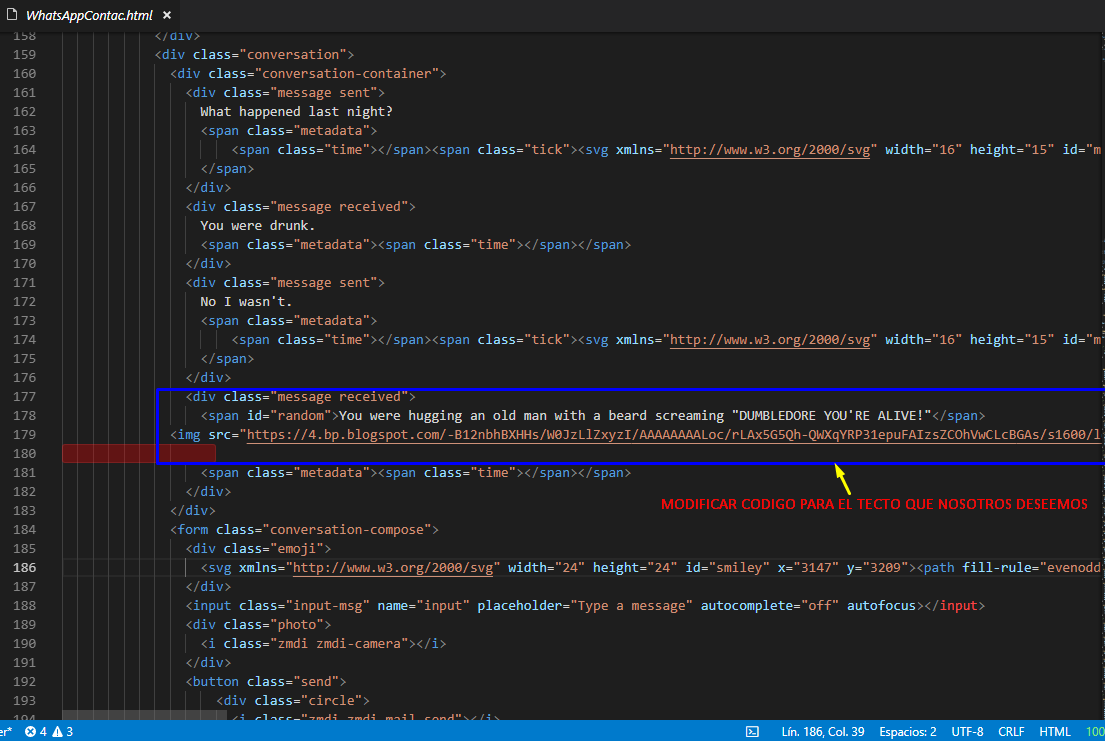 WhatsAppContac.html ×
158 </div>
159 <div class="conversation">
160 <div class="conversation-container">
161 <div class="message sent">
162 What happened last night?
163 <span class="metadata">
164 <span class="time"></span><span class="tick"><svg xmlns="http://www.w3.org/2000/svg" width="16" height="15" id="m
165 </span>
166 </div>
167 <div class="message received">
168 You were drunk.
169 <span class="metadata"><span class="time"></span></span>
170 </div>
171 <div class="message sent">
172 No I wasn't.
173 <span class="metadata">
174 <span class="time"></span><span class="tick"><svg xmlns="http://www.w3.org/2000/svg" width="16" height="15" id="m
175 </span>
176 </div>
177 <div class="message received">
178 <span id="random">You were hugging an old man with a beard screaming "DUMBLEDORE YOU'RE ALIVE!"</span>
179 <img src="https://4.bp.blogspot.com/-B12nbhBXHHs/W0JzLlZxyzI/AAAAAAAALoc/rLAx5G5Qh-QWXqYRP31epuFAIzsZCOhVwCLcBGAs/s1600/l
180
181 <span class="metadata"><span class="time"></span></span>
182 </div>
MODIFICAR CODIGO PARA EL TECTO QUE NOSOTROS DESEEMOS
183 </div>
184 <form class="conversation-compose">
185 <div class="emoji">
186 <svg xmlns="http://www.w3.org/2000/svg" width="24" height="24" id="smiley" x="3147" y="3209"><path fill-rule="evenodd
187 </div>
188 <input class="input-msg" name="input" placeholder="Type a message" autocomplete="off" autofocus></input>
189 <div class="photo">
190 <i class="zmdi zmdi-camera"></i>
191 </div>
192 <button class="send">
193 <div class="circle">
194 <i class="zmdi zmdi-mail-send"></i>
er* 4 3 Lín. 186, Col. 39 Espacios: 2 UTF-8 CRLF HTML 100